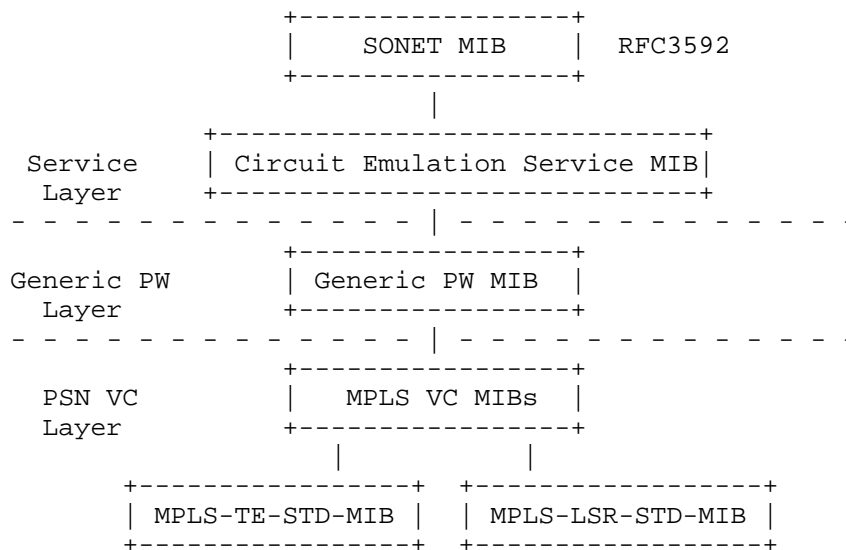 SONET MIB RFC3592
Service Circuit Emulation Service MIB
Layer
Generic PW Generic PW MIB
Layer
PSN VC MPLS VC MIBs
Layer
MPLS-TE-STD-MIB MPLS-LSR-STD-MIB